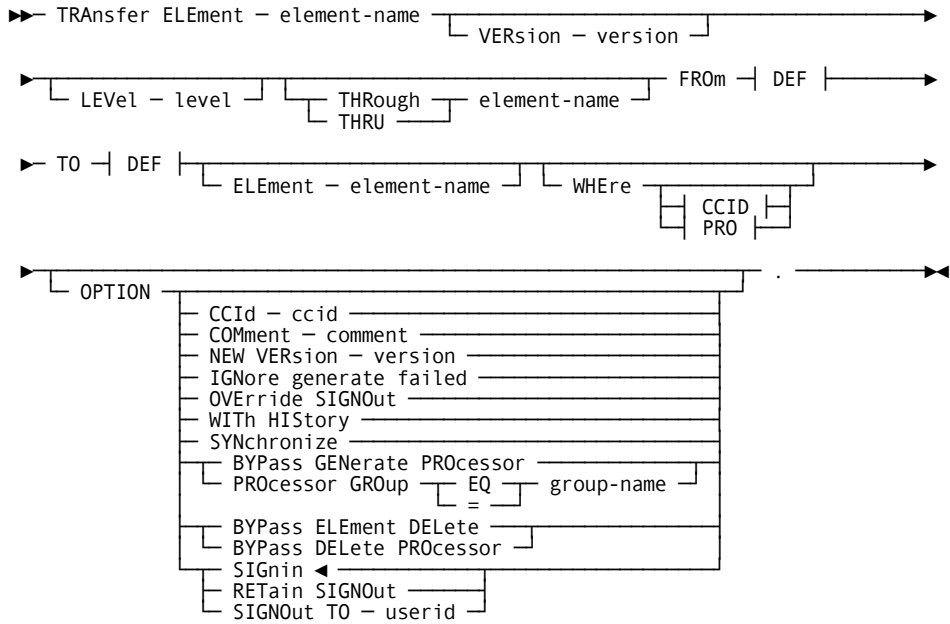 TRAnsfer ELEment — element-name
VERsion — version
LEVel — level
THRough
THRU
element-name
FROm
DEF
TO
DEF
ELEment — element-name
WHEre
CCID
PRO
.
OPTION
CCId — ccid
COMment — comment
NEW VERsion — version
IGNore generate failed
OVErride SIGNOut
WITh HIStory
SYNchronize
BYPass GENerate PROcessor
PROcessor GROup
EQ
=
group-name
BYPass ELEment DELete
BYPass DELete PROcessor
SIGnin
RETain SIGNOut
SIGNOut TO — userid